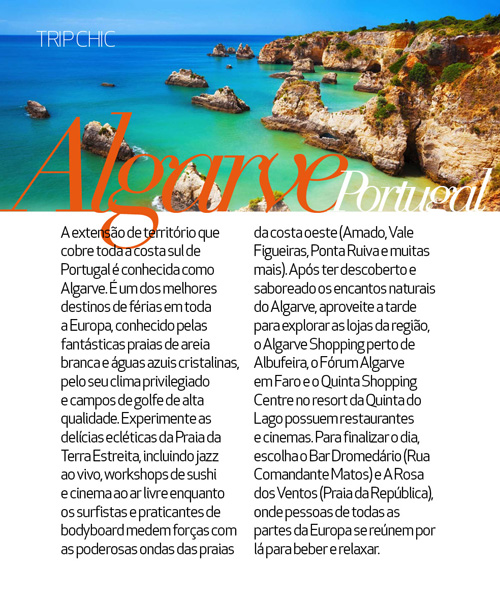 TRIP CHIC
Algarve Portugal
A extensão de território que
cobre toda a costa sul de
Portugal é conhecida como
Algarve. É um dos melhores
destinos de férias em toda
a Europa, conhecido pelas
fantásticas praias de areia
branca e águas azuis cristalinas,
pelo seu clima privilegiado
e campos de golfe de alta
qualidade. Experimente as
delícias ecléticas da Praia da
Terra Estreita, incluindo jazz
ao vivo, workshops de sushi
e cinema ao ar livre enquanto
os surfistas e praticantes de
bodyboard medem forças com
as poderosas ondas das praias
da costa oeste (Amado, Vale
Figueiras, Ponta Ruiva e muitas
mais). Após ter descoberto e
saboreado os encantos naturais
do Algarve, aproveite a tarde
para explorar as lojas da região,
o Algarve Shopping perto de
Albufeira, o Fórum Algarve
em Faro e o Quinta Shopping
Centre no resort da Quinta do
Lago possuem restaurantes
e cinemas. Para finalizar o dia,
escolha o Bar Dromedário (Rua
Comandante Matos) e A Rosa
dos Ventos (Praia da República),
onde pessoas de todas as
partes da Europa se reúnem por
lá para beber e relaxar.